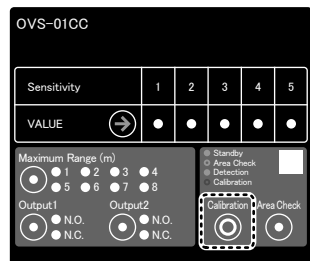 OVS-01CC
Sensitivity 1 2 3 4 5
VALUE
Maximum Range (m)
1 2 3 4
5 6 7 8
Standby
Area Check
Detection
Calibration
Output1 Output2
N.O. N.O.
N.C. N.C.
Calibration Area Check